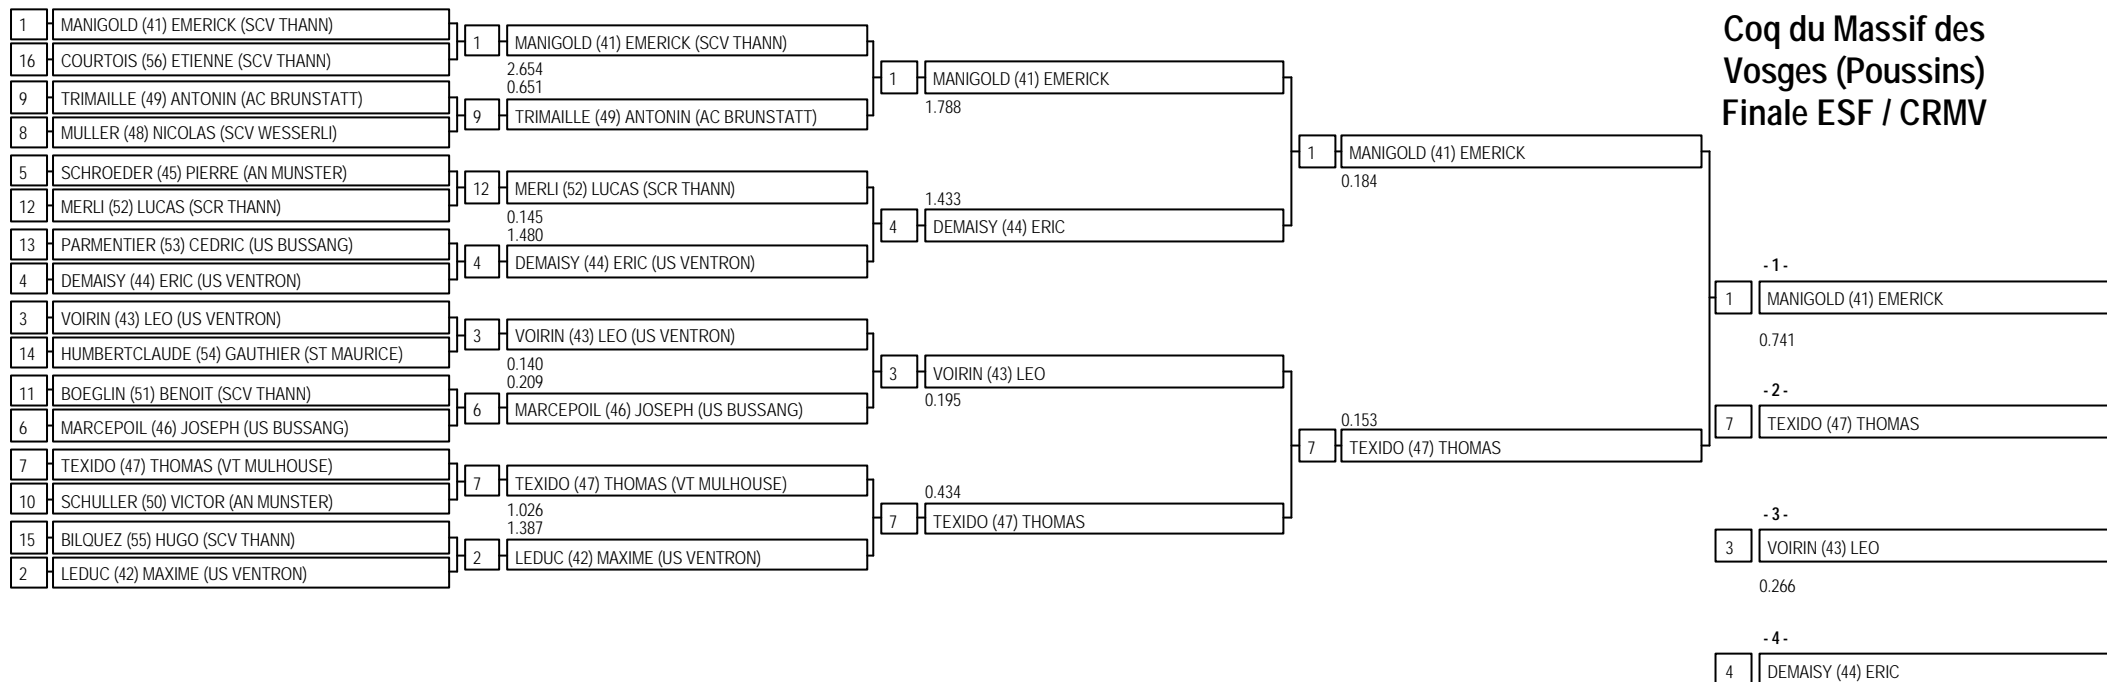 Coq du Massif des
Vosges (Poussins)
Finale ESF / CRMV
1 MANIGOLD (41) EMERICK (SCV THANN)
16 COURTOIS (56) ETIENNE (SCV THANN)
9 TRIMAILLE (49) ANTONIN (AC BRUNSTATT)
8 MULLER (48) NICOLAS (SCV WESSERLI)
5 SCHROEDER (45) PIERRE (AN MUNSTER)
12 MERLI (52) LUCAS (SCR THANN)
13 PARMENTIER (53) CEDRIC (US BUSSANG)
4 DEMAISY (44) ERIC (US VENTRON)
3 VOIRIN (43) LEO (US VENTRON)
14 HUMBERTCLAUDE (54) GAUTHIER (ST MAURICE)
11 BOEGLIN (51) BENOIT (SCV THANN)
6 MARCEPOIL (46) JOSEPH (US BUSSANG)
7 TEXIDO (47) THOMAS (VT MULHOUSE)
10 SCHULLER (50) VICTOR (AN MUNSTER)
15 BILQUEZ (55) HUGO (SCV THANN)
2 LEDUC (42) MAXIME (US VENTRON)
1 MANIGOLD (41) EMERICK (SCV THANN)
2.654
0.651
9 TRIMAILLE (49) ANTONIN (AC BRUNSTATT)
12 MERLI (52) LUCAS (SCR THANN)
0.145
1.480
4 DEMAISY (44) ERIC (US VENTRON)
3 VOIRIN (43) LEO (US VENTRON)
0.140
0.209
6 MARCEPOIL (46) JOSEPH (US BUSSANG)
7 TEXIDO (47) THOMAS (VT MULHOUSE)
1.026
1.387
2 LEDUC (42) MAXIME (US VENTRON)
1 MANIGOLD (41) EMERICK
1.788
1.433
4 DEMAISY (44) ERIC
3 VOIRIN (43) LEO
0.195
0.434
7 TEXIDO (47) THOMAS
1 MANIGOLD (41) EMERICK
0.184
0.153
7 TEXIDO (47) THOMAS
- 1 -
1 MANIGOLD (41) EMERICK
0.741
- 2 -
7 TEXIDO (47) THOMAS
- 3 -
3 VOIRIN (43) LEO
0.266
- 4 -
4 DEMAISY (44) ERIC